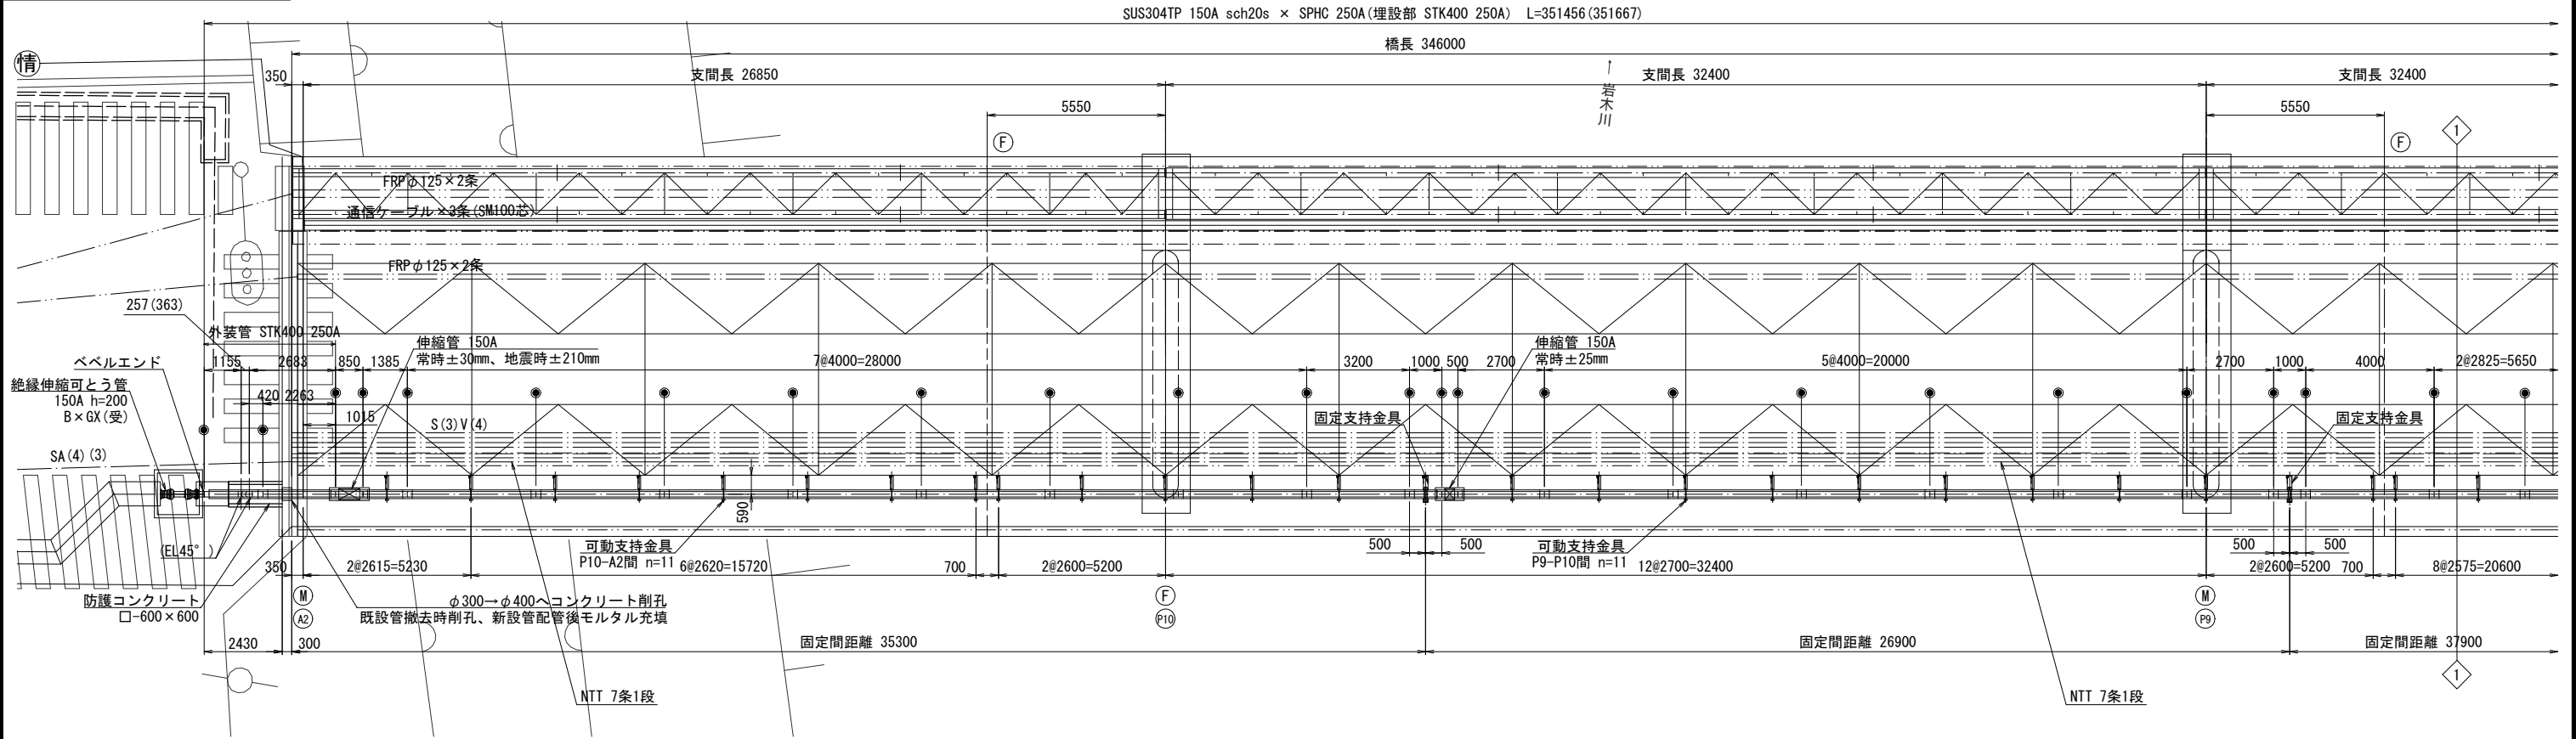 SUS304TP 150A sch20s × SPHC 250A(埋設部 STK400 250A) L=351456(351667)
橋長 346000
情
350
支間長 26850
支間長 32400
支間長 32400
5550
5550
岩木川
F
F
1
FRPφ125×2条
通信ケーブル×3条(SM100芯)
FRPφ125×2条
257(363)
外装管 STK400 250A
伸縮管 150A
常時±30mm、地震時±210mm
伸縮管 150A
常時±25mm
ベベルエンド
1155
2683
850
1385
7@4000=28000
3200
1000
500
2700
5@4000=20000
2700
1000
4000
2@2825=5650
絶縁伸縮可とう管
150A h=200
B×GX(受)
420
2263
1015
S(3)V(4)
固定支持金具
固定支持金具
SA(4)(3)
590
(EL45°)
可動支持金具
P10-A2間 n=11
500
500
可動支持金具
P9-P10間 n=11
500
500
350
2@2615=5230
6@2620=15720
700
2@2600=5200
12@2700=32400
2@2600=5200
700
8@2575=20600
防護コンクリート
□-600×600
M
A2
φ300→φ400へコンクリート削孔
既設管撤去時削孔、新設管配管後モルタル充填
F
P10
M
P9
2430
300
固定間距離 35300
固定間距離 26900
固定間距離 37900
1
NTT 7条1段
NTT 7条1段